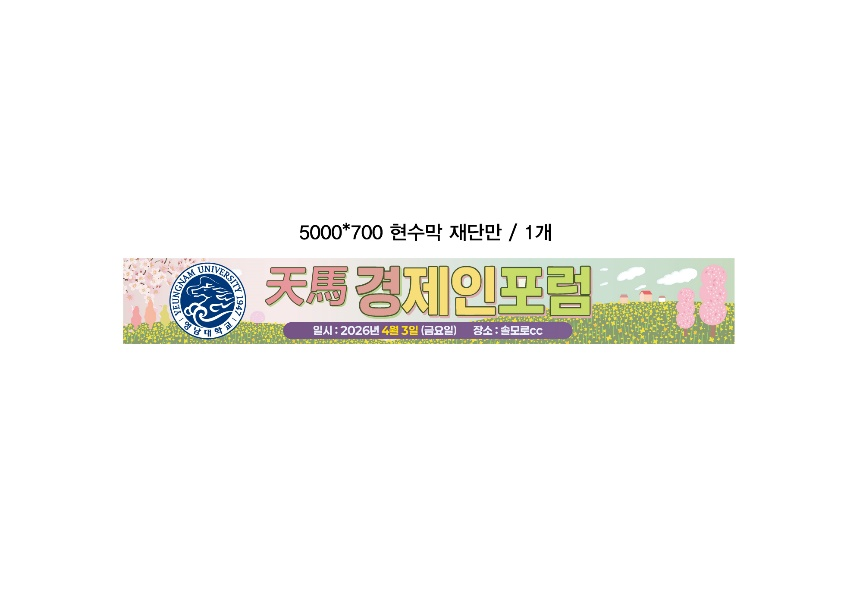 5000*700 현수막 재단만 / 1개
YEUNGNAM UNIVERSITY 1947
영남대학교
天馬 경제인포럼
일시 : 2026년 4월 3일 (금요일) 장소 : 솔모로cc